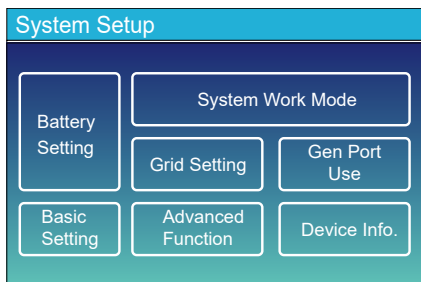 System Setup
System Work Mode
Battery
Setting
Grid Setting
Gen Port
Use
Basic
Setting
Advanced
Function
Device Info.